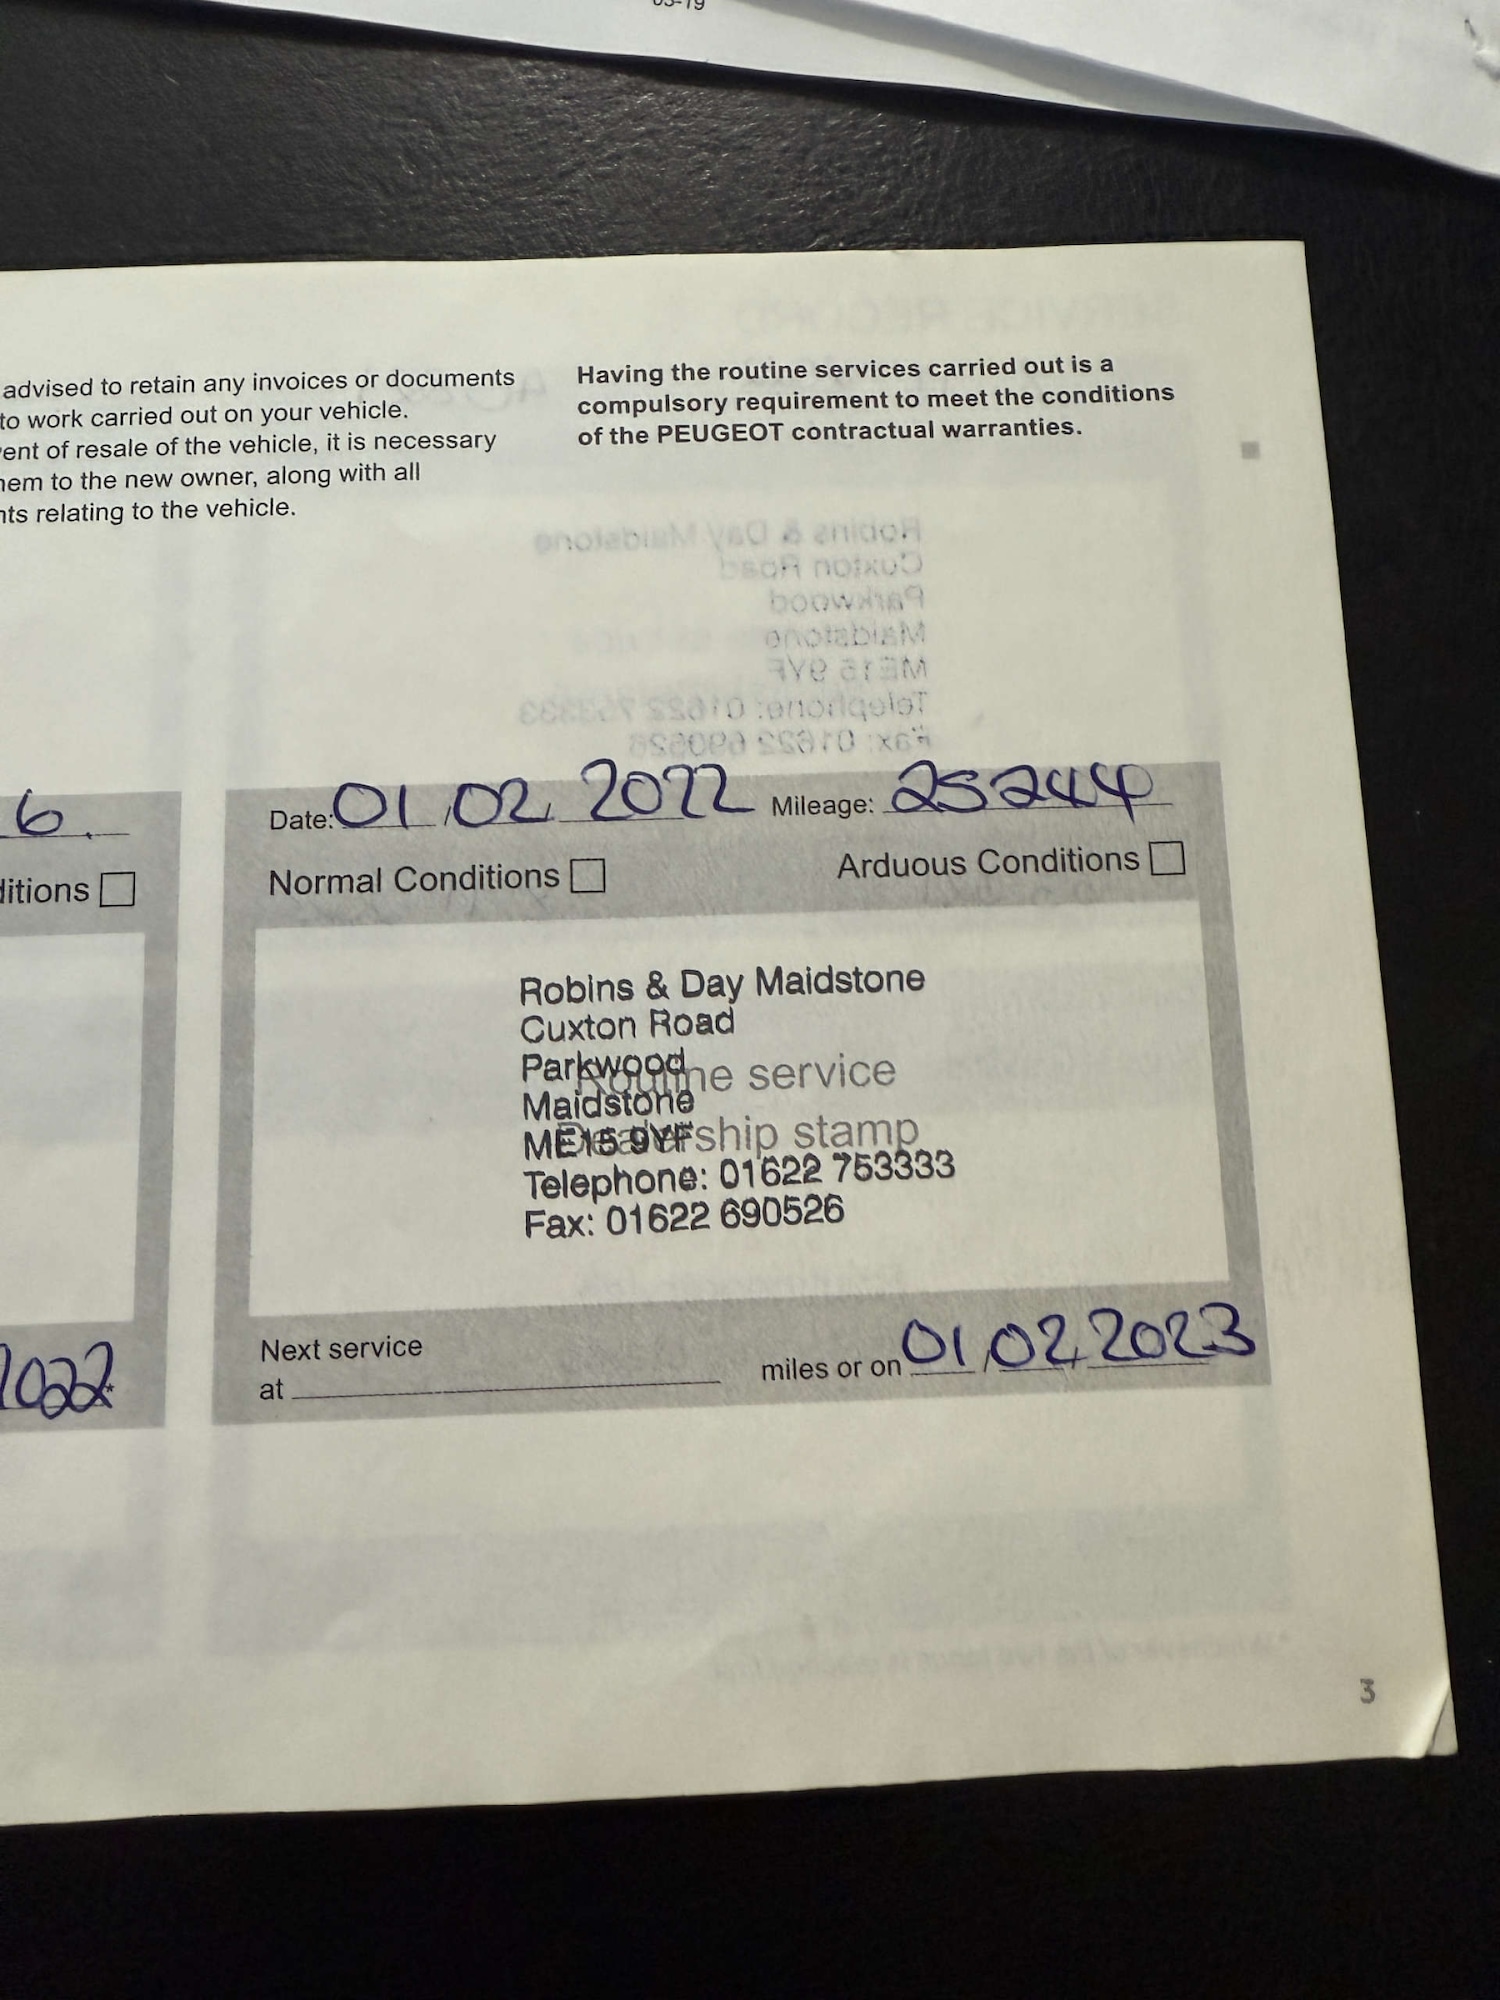 03-19
advised to retain any invoices or documents
to work carried out on your vehicle.
ent of resale of the vehicle, it is necessary
em to the new owner, along with all
nts relating to the vehicle.
Having the routine services carried out is a
compulsory requirement to meet the conditions
of the PEUGEOT contractual warranties.
6.
ditions
2022
Date: 01 / 02 / 2022 Mileage: 25244
Normal Conditions Arduous Conditions
Robins & Day Maidstone
Cuxton Road
Parkwood
Routine service
Maidstone
ME15 9YF
Dealership stamp
Telephone: 01622 753333
Fax: 01622 690526
Next service
at miles or on 01 / 02 / 2023
3